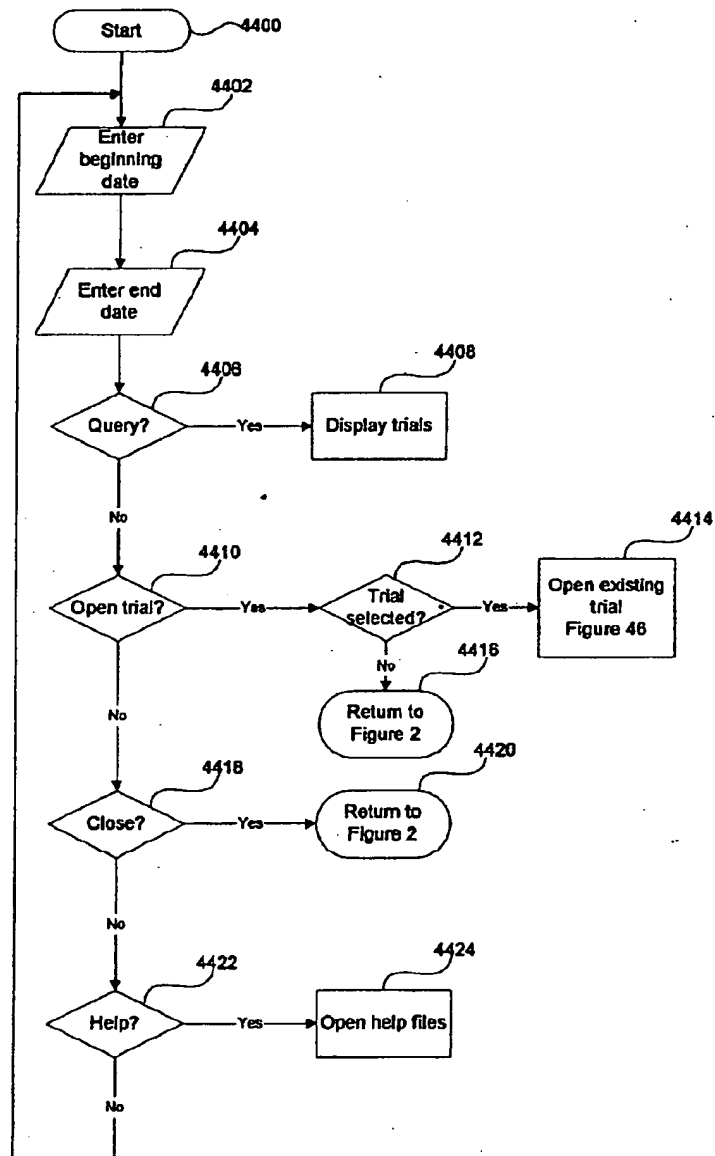 Start
4400
4402
Enter
beginning
date
4404
Enter end
date
4406
4408
Query?
Yes
Display trials
No
4410
4412
4414
Open trial?
Yes
Trial
selected?
Yes
Open existing
trial
Figure 46
No
4416
No
Return to
Figure 2
4418
4420
Close?
Yes
Return to
Figure 2
No
4422
4424
Help?
Yes
Open help files
No